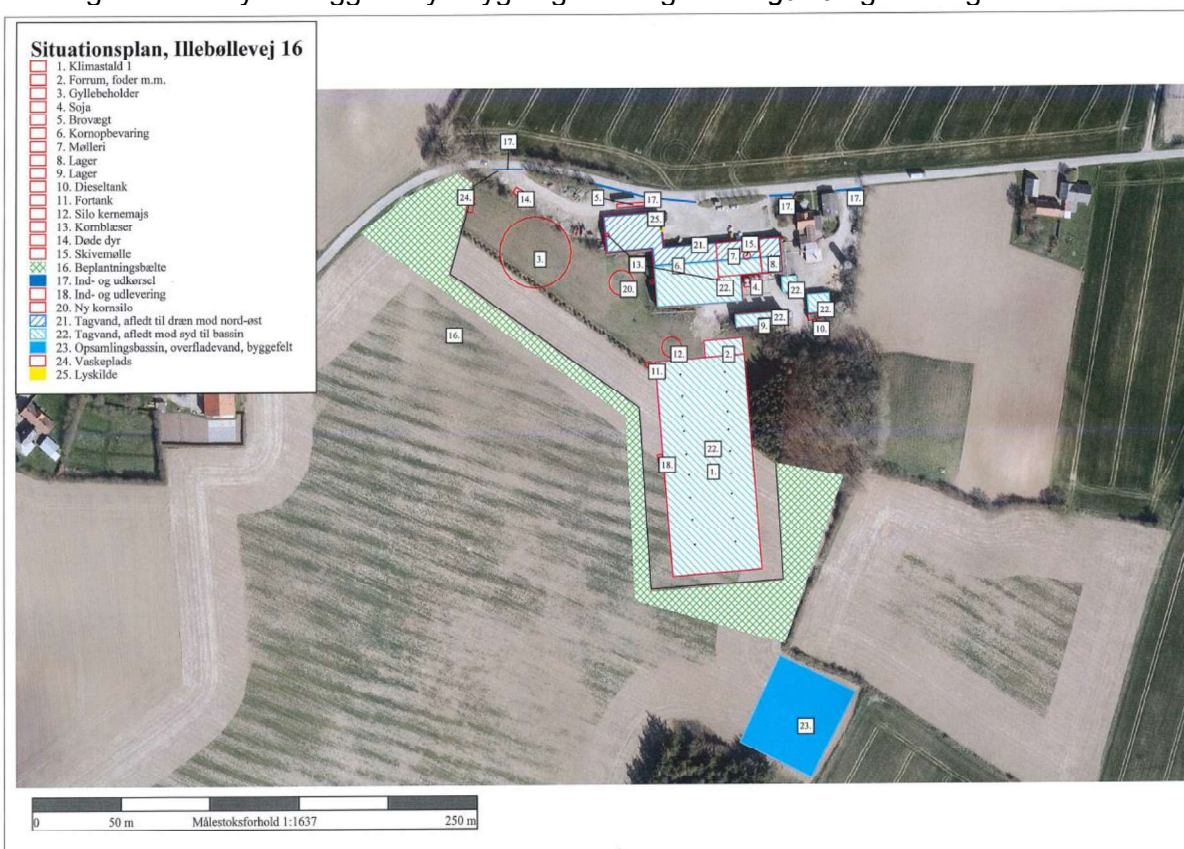 Situationsplan, Illebøllevej 16
1. Klimastald 1
2. Forrum, foder m.m.
3. Gyllebeholder
4. Soja
5. Brovægt
6. Kornopbevaring
7. Mølleri
8. Lager
9. Lager
10. Dieseltank
11. Fortank
12. Silo kernemajs
13. Kornblæser
14. Døde dyr
15. Skivemølle
16. Beplantningsbælte
17. Ind- og udkørsel
18. Ind- og udlevering
20. Ny kornsilo
21. Tagvand, afledt til dræn mod nord-øst
22. Tagvand, afledt mod syd til bassin
23. Opsamlingsbassin, overfladevand, byggefelt
24. Vaskeplads
25. Lyskilde
17.
24.
14.
5.
17.
17.
17.
25.
21.
15.
3.
13.
6.
7.
8.
20.
22.
4.
22.
22.
9.
22.
10.
16.
12.
2.
11.
22.
18.
1.
23.
0
50 m
Målestoksforhold 1:1637
250 m